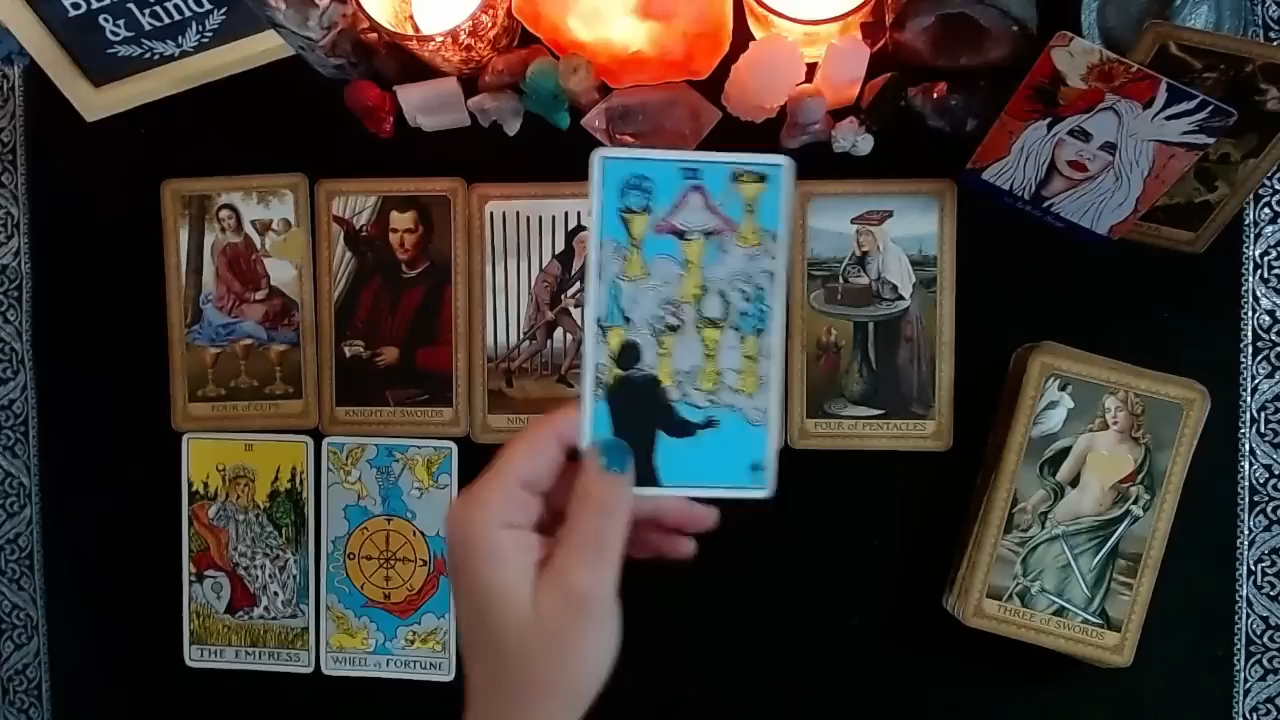 & kind
FOUR of CUPS
KNIGHT of SWORDS
NINE
FOUR of PENTACLES
III
THE EMPRESS.
WHEEL of FORTUNE
THREE of SWORDS